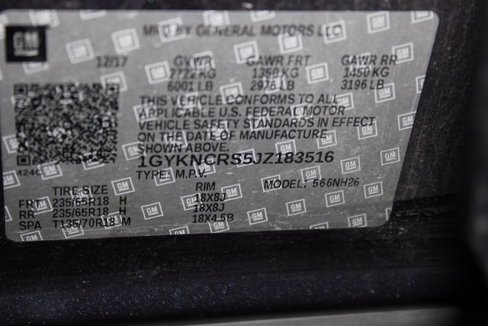 GM
MFD BY GENERAL MOTORS LLC
12/17 GVWR GAWR FRT GAWR RR
2722 KG 1350 KG 1450 KG
6001 LB 2976 LB 3196 LB
THIS VEHICLE CONFORMS TO ALL
APPLICABLE U.S. FEDERAL MOTOR
VEHICLE SAFETY STANDARDS IN EFFECT
ON THE DATE OF MANUFACTURE
SHOWN ABOVE.
1GYKNCRS5JZ183516
TYPE: M.P.V. MODEL: 566NH26
TIRE SIZE RIM
FRT 235/65R18 H 18X8J
RR 235/65R18 H 18X8J
SPA T135/70R18 M 18X4.5B